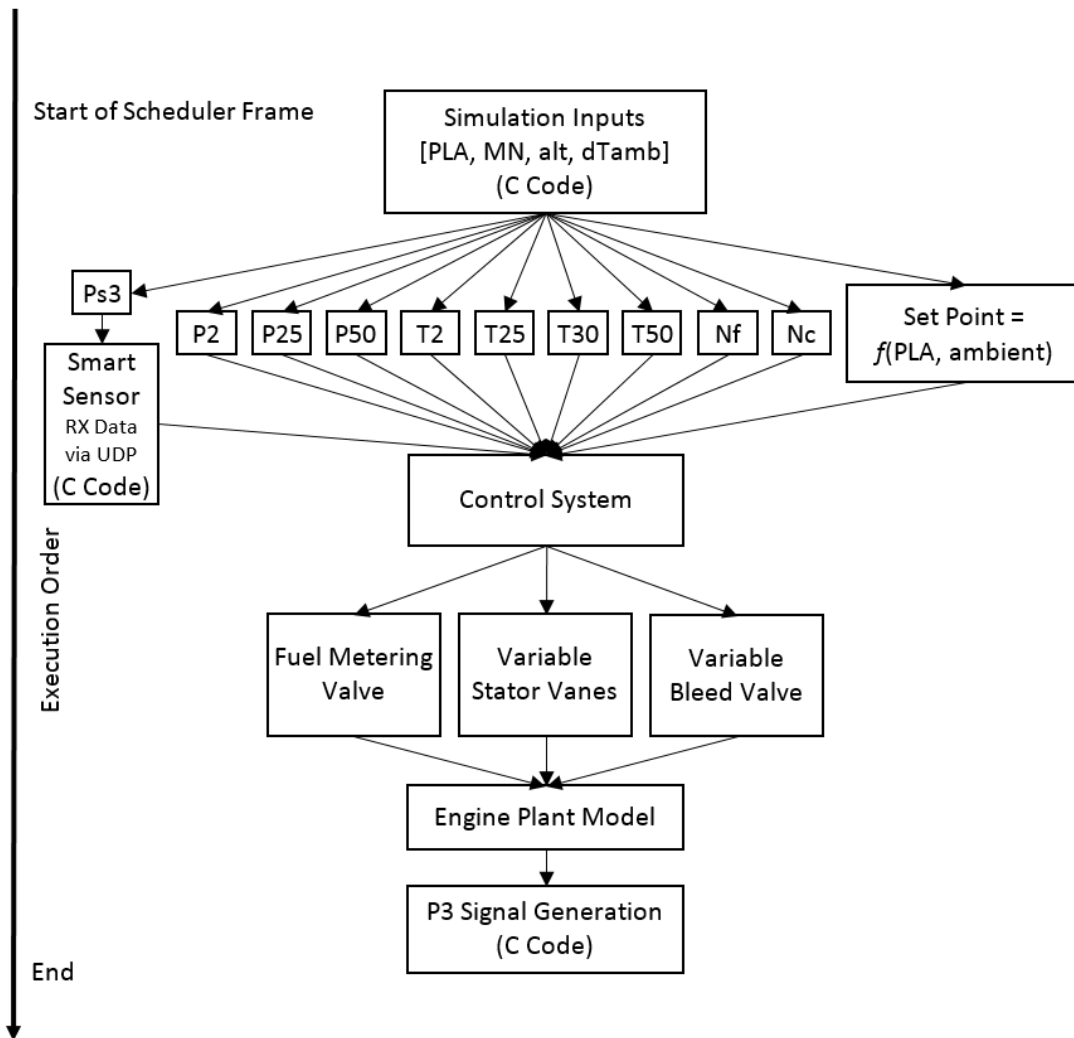 Start of Scheduler Frame
Simulation Inputs
[PLA, MN, alt, dTamb]
(C Code)
Ps3
P2
P25
P50
T2
T25
T30
T50
Nf
Nc
Set Point =
f(PLA, ambient)
Smart
Sensor
RX Data
via UDP
(C Code)
Control System
Execution Order
Fuel Metering
Valve
Variable
Stator Vanes
Variable
Bleed Valve
Engine Plant Model
P3 Signal Generation
(C Code)
End